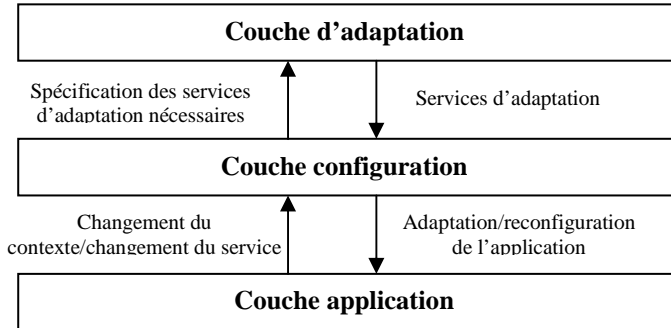 Couche d'adaptation
Spécification des services
d'adaptation nécessaires
Services d'adaptation
Couche configuration
Changement du
contexte/changement du service
Adaptation/reconfiguration
de l'application
Couche application